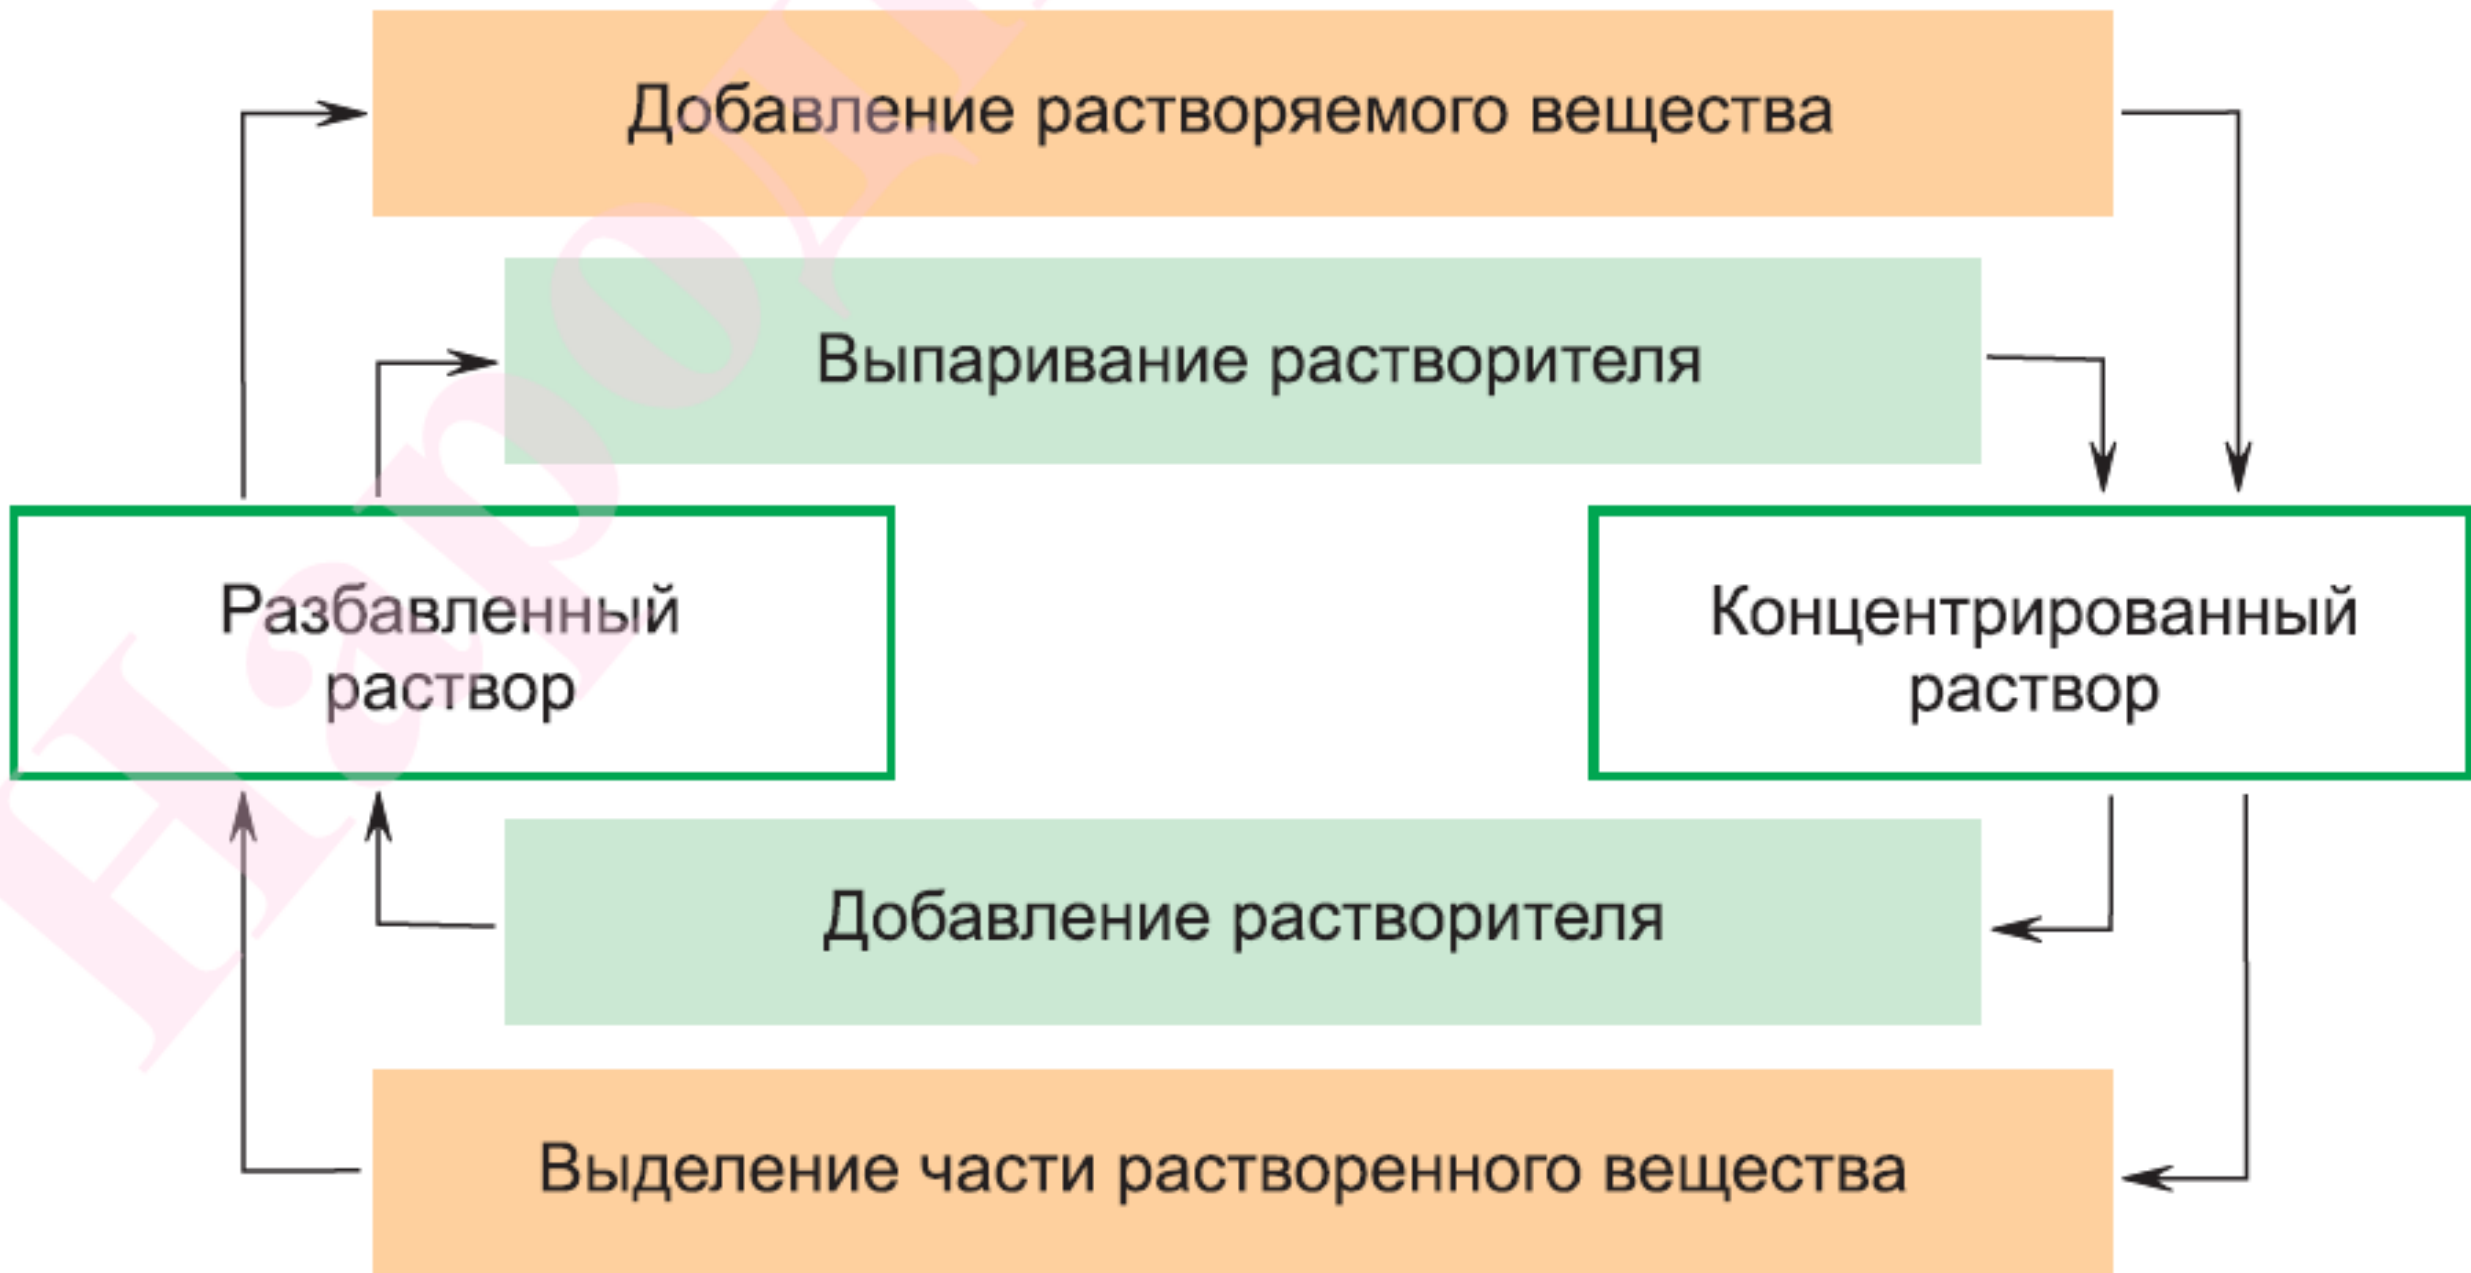 Добавление растворяемого вещества
Выпаривание растворителя
Разбавленный
раствор
Концентрированный
раствор
Добавление растворителя
Выделение части растворенного вещества